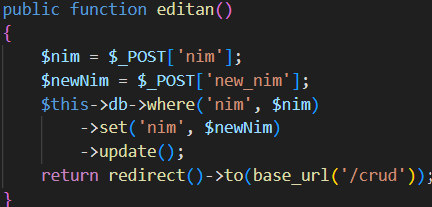 public function editan()
{
    $nim = $_POST['nim'];
    $newNim = $_POST['new_nim'];
    $this->db->where('nim', $nim)
        ->set('nim', $newNim)
        ->update();
    return redirect()->to(base_url('/crud'));
}